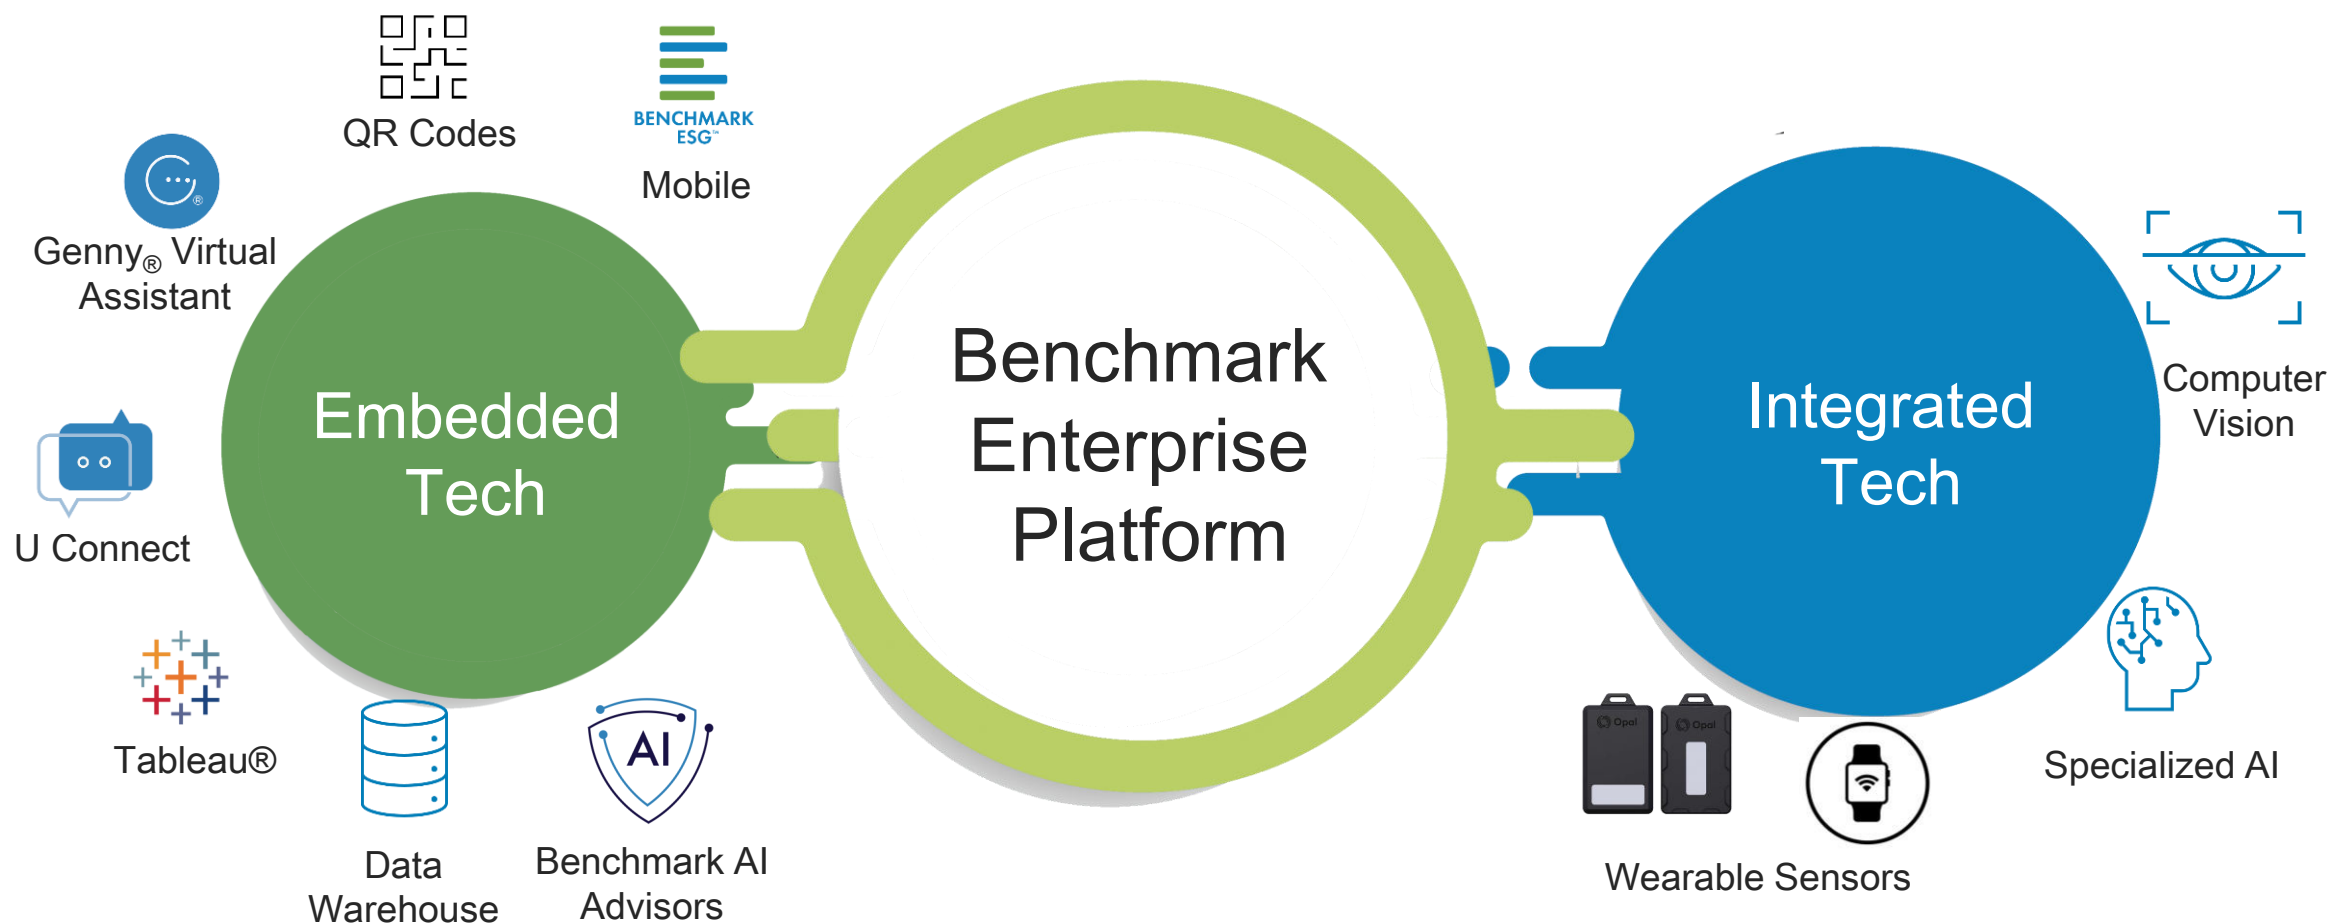 QR Codes
BENCHMARK
ESG™
Mobile
®
Genny® Virtual
Assistant
U Connect
Tableau®
Data
Warehouse
AI
Benchmark AI
Advisors
Embedded
Tech
Benchmark
Enterprise
Platform
Integrated
Tech
Computer
Vision
Specialized AI
Opal
Opal
Wearable Sensors